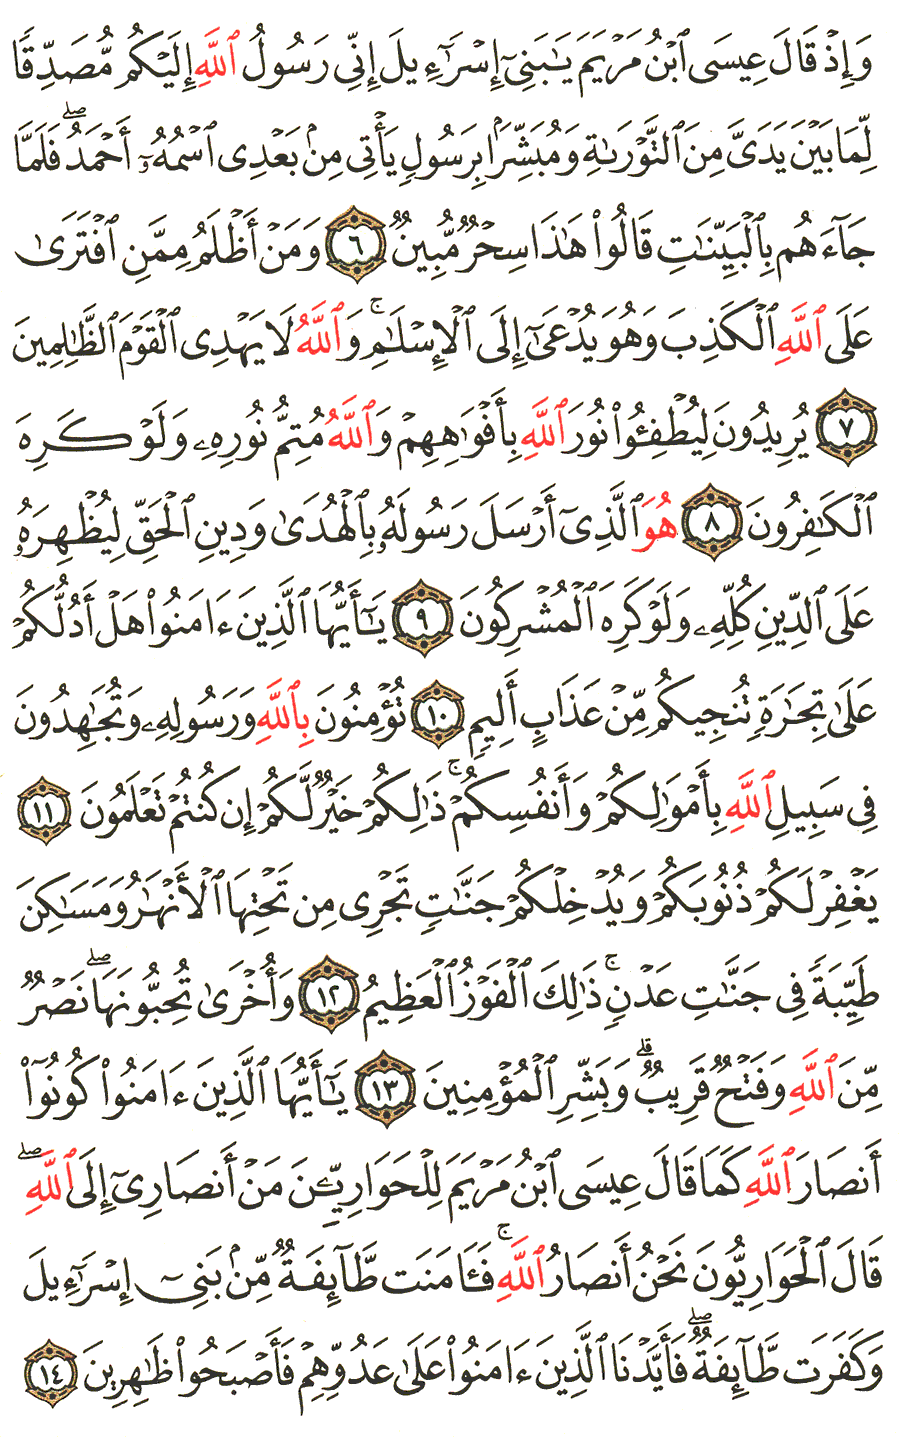 وَإِذْ قَالَ عِيسَى ٱبْنُ مَرْيَمَ يَـٰبَنِىٓ إِسْرَٰٓءِيلَ إِنِّى رَسُولُ ٱللَّهِ إِلَيْكُم مُّصَدِّقًا
لِّمَا بَيْنَ يَدَىَّ مِنَ ٱلتَّوْرَىٰةِ وَمُبَشِّرًۢا بِرَسُولٍ يَأْتِى مِنۢ بَعْدِى ٱسْمُهُۥٓ أَحْمَدُ ۖ فَلَمَّا
جَآءَهُم بِٱلْبَيِّنَـٰتِ قَالُوا۟ هَـٰذَا سِحْرٌ مُّبِينٌ ٦ وَمَنْ أَظْلَمُ مِمَّنِ ٱفْتَرَىٰ
عَلَى ٱللَّهِ ٱلْكَذِبَ وَهُوَ يُدْعَىٰٓ إِلَى ٱلْإِسْلَـٰمِ ۚ وَٱللَّهُ لَا يَهْدِى ٱلْقَوْمَ ٱلظَّـٰلِمِينَ
٧ يُرِيدُونَ لِيُطْفِـُٔوا۟ نُورَ ٱللَّهِ بِأَفْوَٰهِهِمْ وَٱللَّهُ مُتِمُّ نُورِهِۦ وَلَوْ كَرِهَ
ٱلْكَـٰفِرُونَ ٨ هُوَ ٱلَّذِىٓ أَرْسَلَ رَسُولَهُۥ بِٱلْهُدَىٰ وَدِينِ ٱلْحَقِّ لِيُظْهِرَهُۥ
عَلَى ٱلدِّينِ كُلِّهِۦ وَلَوْ كَرِهَ ٱلْمُشْرِكُونَ ٩ يَـٰٓأَيُّهَا ٱلَّذِينَ ءَامَنُوا۟ هَلْ أَدُلُّكُمْ
عَلَىٰ تِجَـٰرَةٍ تُنجِيكُم مِّنْ عَذَابٍ أَلِيمٍ ١٠ تُؤْمِنُونَ بِٱللَّهِ وَرَسُولِهِۦ وَتُجَـٰهِدُونَ
فِى سَبِيلِ ٱللَّهِ بِأَمْوَٰلِكُمْ وَأَنفُسِكُمْ ۚ ذَٰلِكُمْ خَيْرٌ لَّكُمْ إِن كُنتُمْ تَعْلَمُونَ ١١
يَغْفِرْ لَكُمْ ذُنُوبَكُمْ وَيُدْخِلْكُمْ جَنَّـٰتٍ تَجْرِى مِن تَحْتِهَا ٱلْأَنْهَـٰرُ وَمَسَـٰكِنَ
طَيِّبَةً فِى جَنَّـٰتِ عَدْنٍ ۚ ذَٰلِكَ ٱلْفَوْزُ ٱلْعَظِيمُ ١٢ وَأُخْرَىٰ تُحِبُّونَهَا ۖ نَصْرٌ
مِّنَ ٱللَّهِ وَفَتْحٌ قَرِيبٌ ۗ وَبَشِّرِ ٱلْمُؤْمِنِينَ ١٣ يَـٰٓأَيُّهَا ٱلَّذِينَ ءَامَنُوا۟ كُونُوٓا۟
أَنصَارَ ٱللَّهِ كَمَا قَالَ عِيسَى ٱبْنُ مَرْيَمَ لِلْحَوَارِيِّـۧنَ مَنْ أَنصَارِىٓ إِلَى ٱللَّهِ ۖ
قَالَ ٱلْحَوَارِيُّونَ نَحْنُ أَنصَارُ ٱللَّهِ ۚ فَـَٔامَنَت طَّآئِفَةٌ مِّنۢ بَنِىٓ إِسْرَٰٓءِيلَ
وَكَفَرَت طَّآئِفَةٌ ۖ فَأَيَّدْنَا ٱلَّذِينَ ءَامَنُوا۟ عَلَىٰ عَدُوِّهِمْ فَأَصْبَحُوا۟ ظَـٰهِرِينَ ١٤